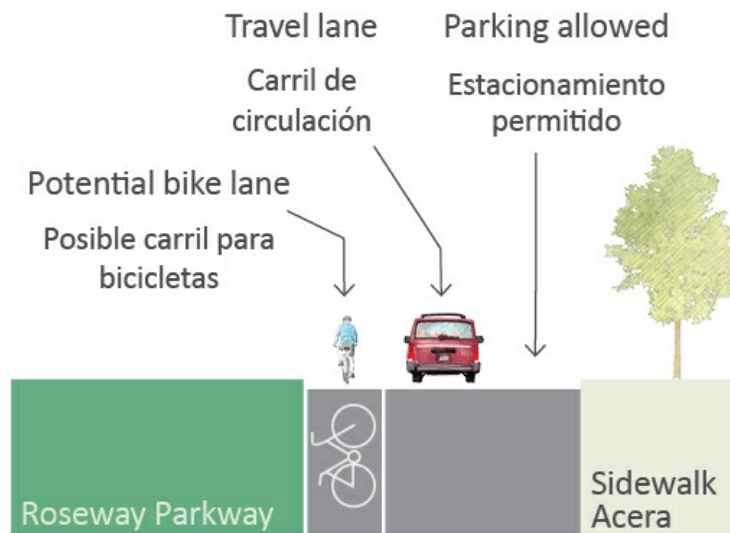 Travel lane
Carril de
circulación
Parking allowed
Estacionamiento
permitido
Potential bike lane
Posible carril para
bicicletas
Roseway Parkway
Sidewalk
Acera